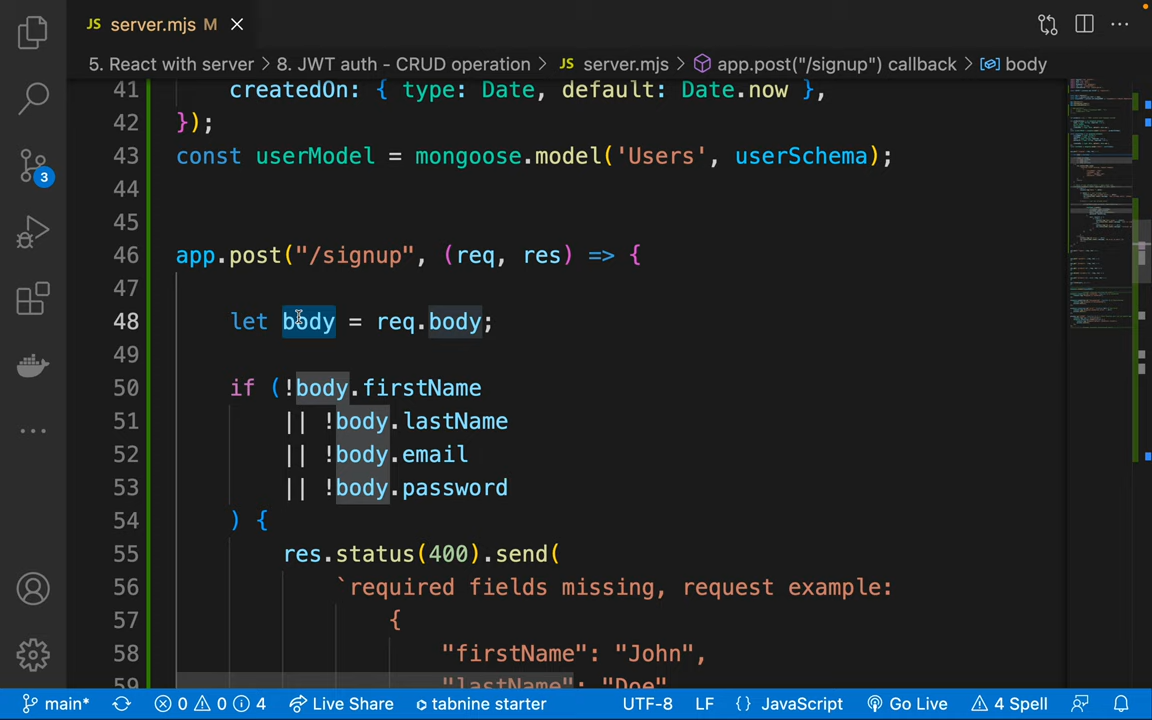 JS server.mjs M
5. React with server > 8. JWT auth - CRUD operation > JS server.mjs > app.post("/signup") callback > body
41 createdOn: { type: Date, default: Date.now },
42 });
43 const userModel = mongoose.model('Users', userSchema);
44
45
46 app.post("/signup", (req, res) => {
47
48 let body = req.body;
49
50 if (!body.firstName
51 || !body.lastName
52 || !body.email
53 || !body.password
54 ) {
55 res.status(400).send(
56 `required fields missing, request example:
57 {
58 "firstName": "John",
59 "lastName": "Doe"
3
main* 0 0 4 Live Share tabnine starter UTF-8 LF {} JavaScript Go Live 4 Spell